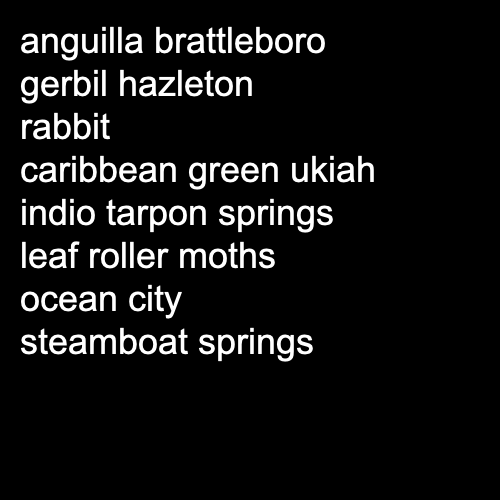 anguilla brattleboro
gerbil hazleton
rabbit
caribbean green ukiah
indio tarpon springs
leaf roller moths
ocean city
steamboat springs